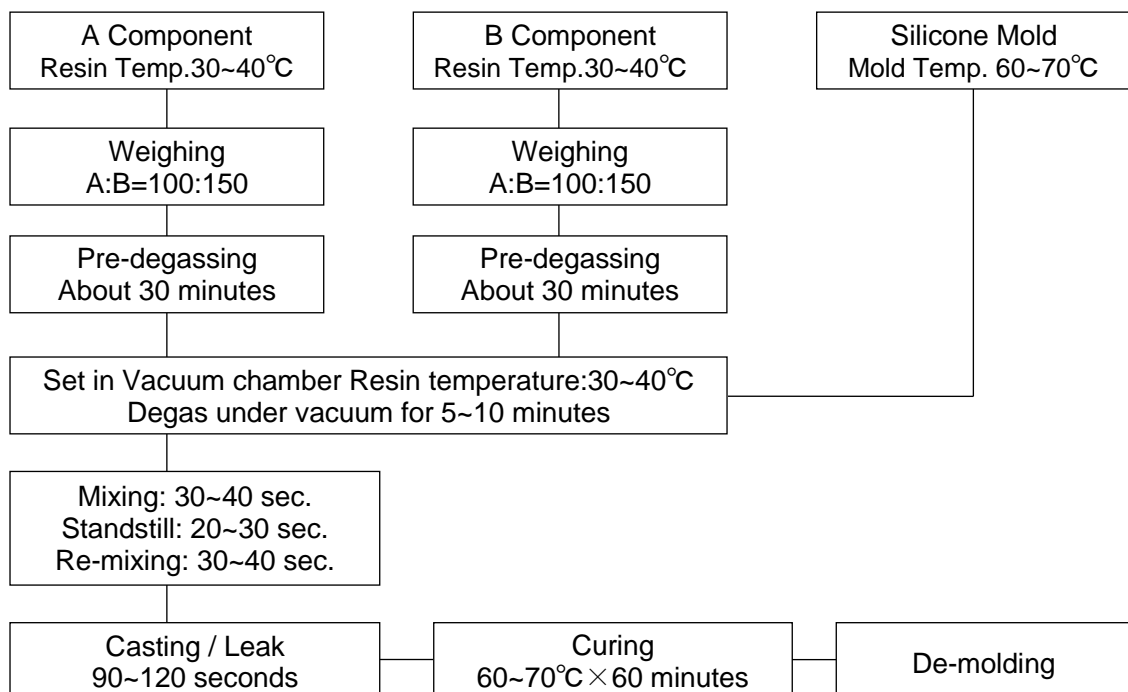 A Component
Resin Temp.30~40℃
B Component
Resin Temp.30~40℃
Silicone Mold
Mold Temp. 60~70℃
Weighing
A:B=100:150
Weighing
A:B=100:150
Pre-degassing
About 30 minutes
Pre-degassing
About 30 minutes
Set in Vacuum chamber Resin temperature:30~40℃
Degas under vacuum for 5~10 minutes
Mixing: 30~40 sec.
Standstill: 20~30 sec.
Re-mixing: 30~40 sec.
Casting / Leak
90~120 seconds
Curing
60~70℃×60 minutes
De-molding